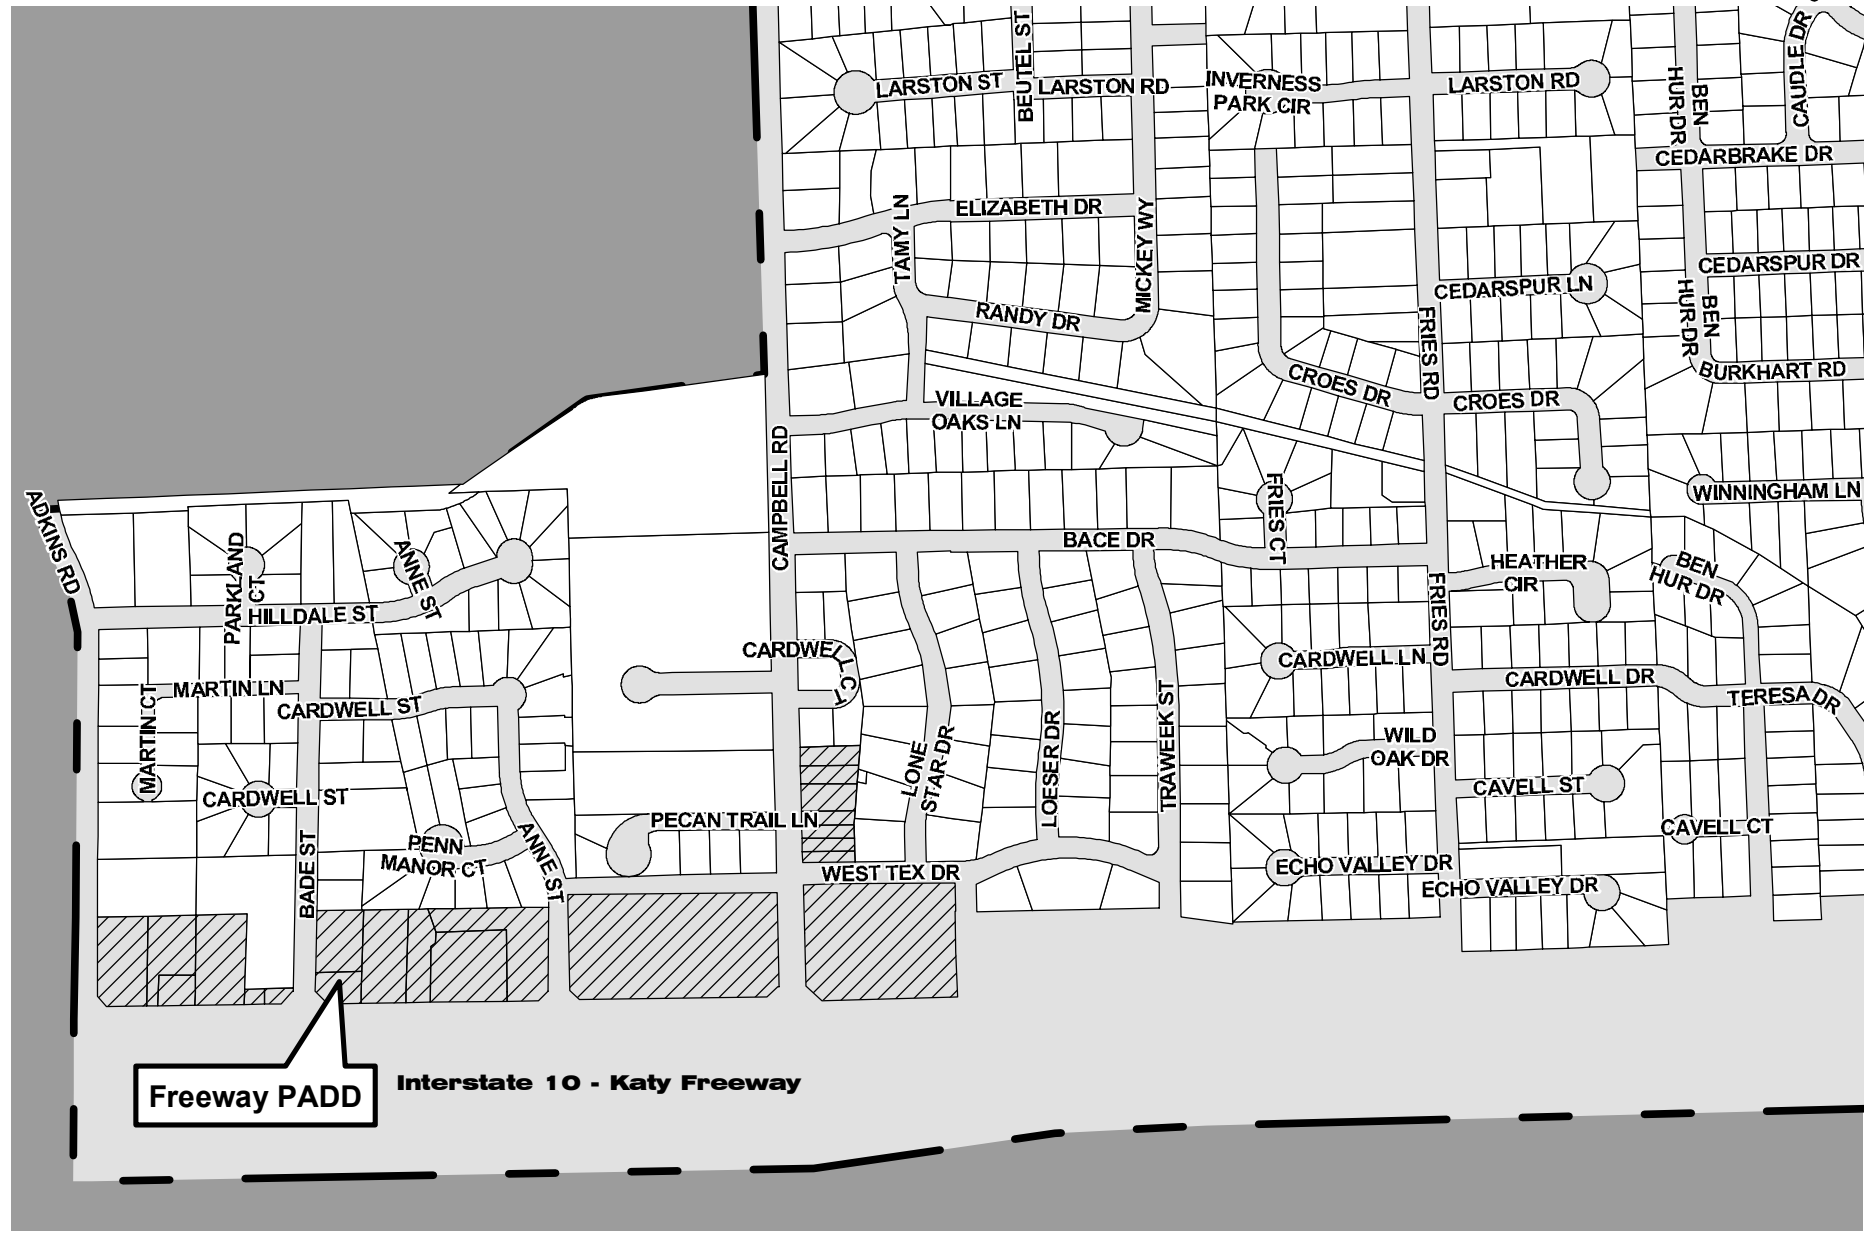 BEUTEL ST
CAUDLE DR
LARSTON ST
LARSTON RD
INVERNESS
PARK CIR
LARSTON RD
BEN
HUR DR
CEDARBRAKE DR
TAMY LN
ELIZABETH DR
MICKEY WY
CEDARSPUR DR
CEDARSPUR LN
BEN
HUR DR
RANDY DR
FRIES RD
BURKHART RD
CROES DR
CROES DR
VILLAGE
OAKS LN
CAMPBELL RD
ADKINS RD
FRIES CT
WINNINGHAM LN
PARKLAND
CT
ANNE ST
BACE DR
HEATHER
CIR
BEN
HUR DR
HILLDALE ST
FRIES RD
CARDWELL CT
CARDWELL LN
CARDWELL DR
TERESA DR
MARTIN LN
MARTIN CT
CARDWELL ST
LONE
STAR DR
LOESER DR
TRAWEEK ST
WILD
OAK DR
CAVELL ST
CARDWELL ST
PECAN TRAIL LN
CAVELL CT
BADE ST
PENN
MANOR CT
ANNE ST
WEST TEX DR
ECHO VALLEY DR
ECHO VALLEY DR
Freeway PADD
Interstate 10 - Katy Freeway